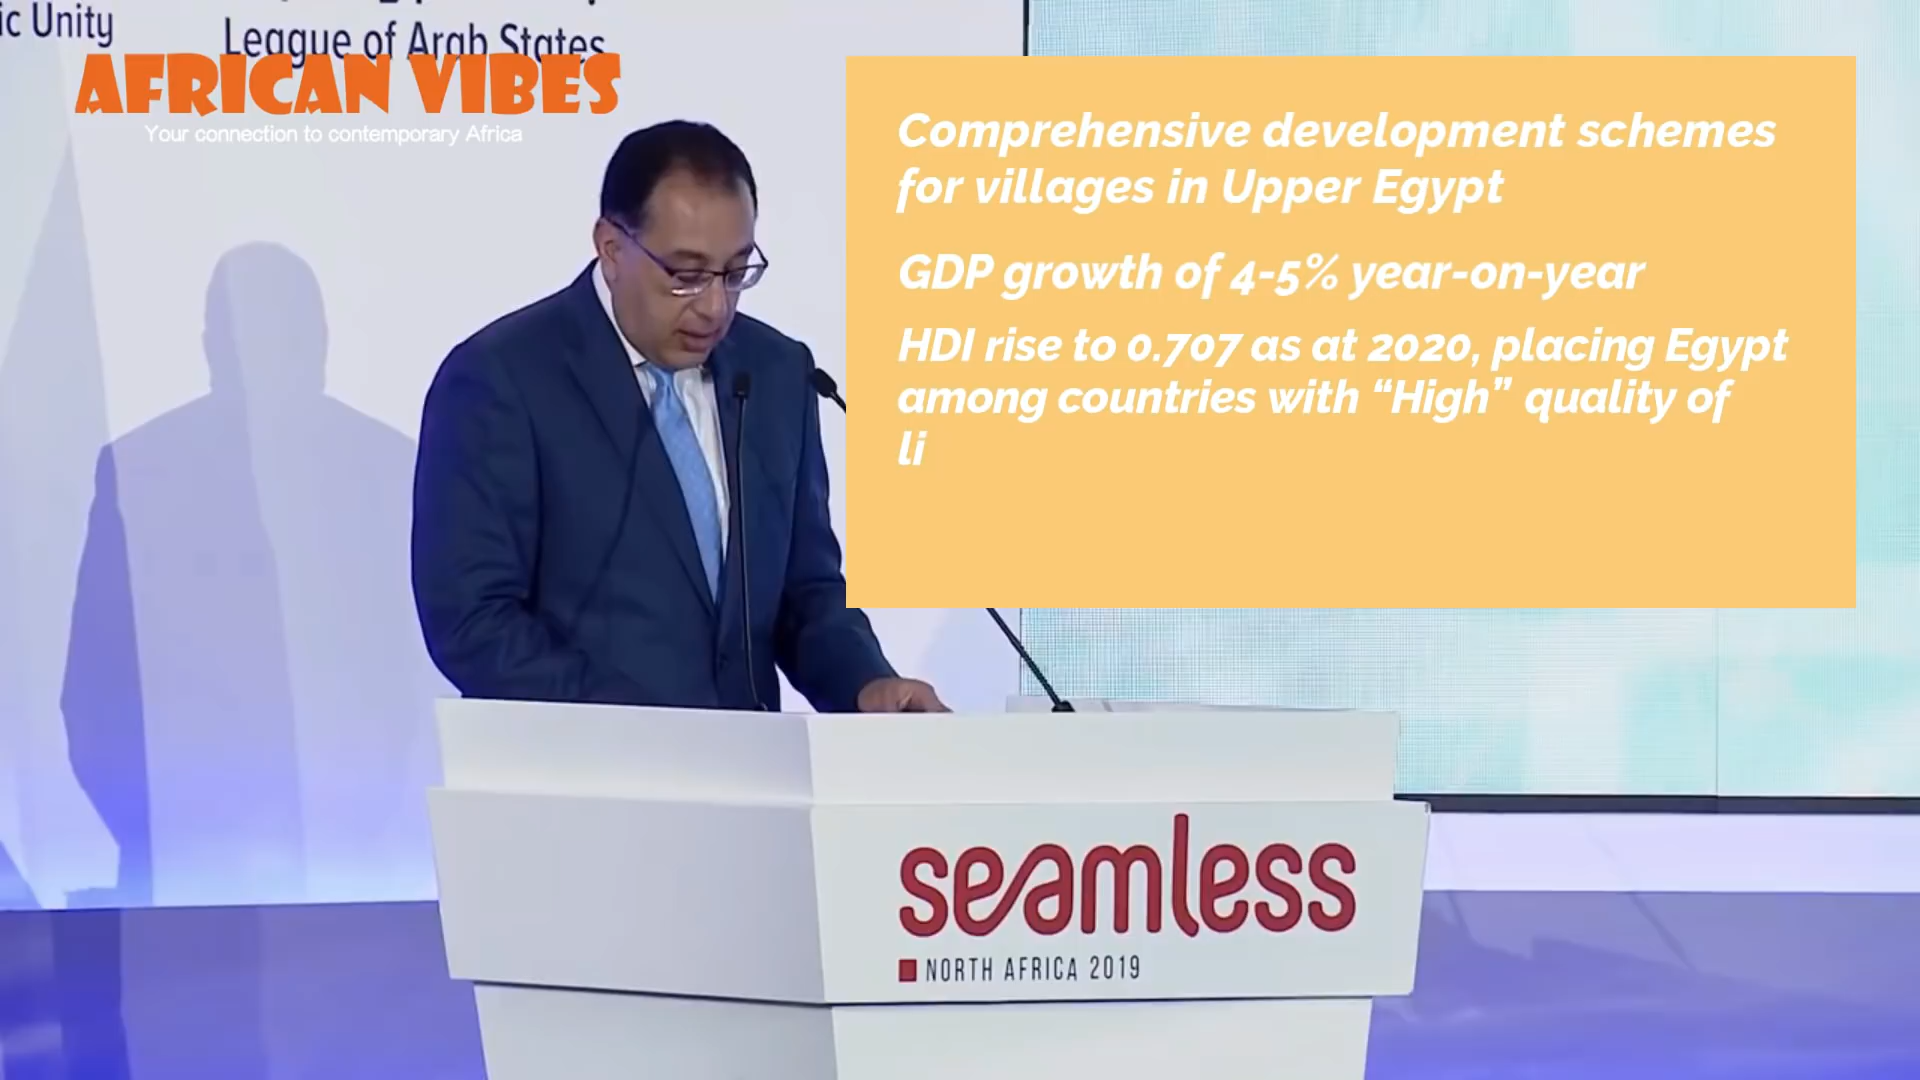 ic Unity
League of Arab States
AFRICAN VIBES
Your connection to contemporary Africa
Comprehensive development schemes
for villages in Upper Egypt
GDP growth of 4-5% year-on-year
HDI rise to 0.707 as at 2020, placing Egypt
among countries with “High” quality of
li
seamless
NORTH AFRICA 2019